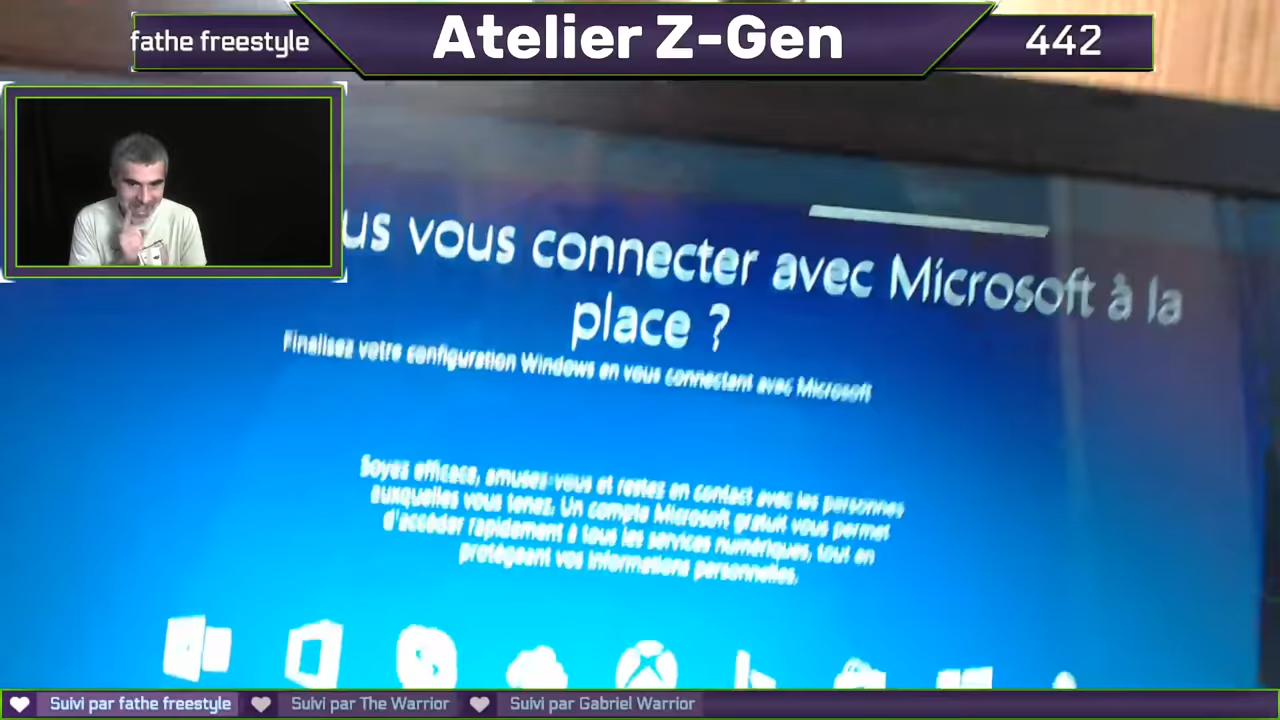 fathe freestyle
Atelier Z-Gen
442
us vous connecter avec Microsoft à la
place ?
Finalisez votre configuration Windows en vous connectant avec Microsoft
Soyez efficace, amusez-vous et restez en contact avec les personnes
auxquelles vous tenez. Un compte Microsoft gratuit vous permet
d'accéder rapidement à tous les services numériques, tout en
protégeant vos informations personnelles.
Suivi par fathe freestyle
Suivi par The Warrior
Suivi par Gabriel Warrior